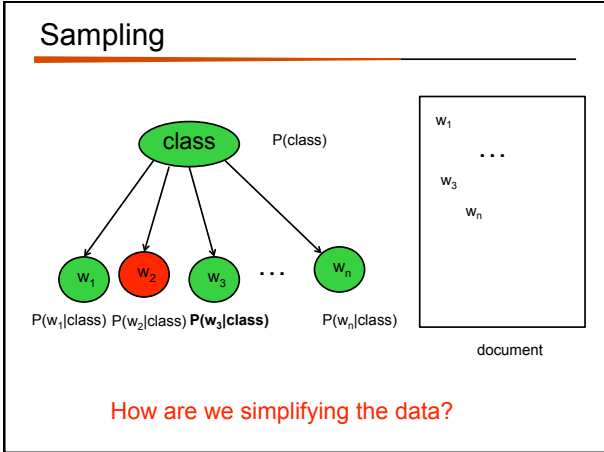 Sampling
class
P(class)
w₁ w₂ w₃ ... wₙ
P(w₁|class) P(w₂|class) P(w₃|class) P(wₙ|class)
w₁
...
w₃
wₙ
document
How are we simplifying the data?